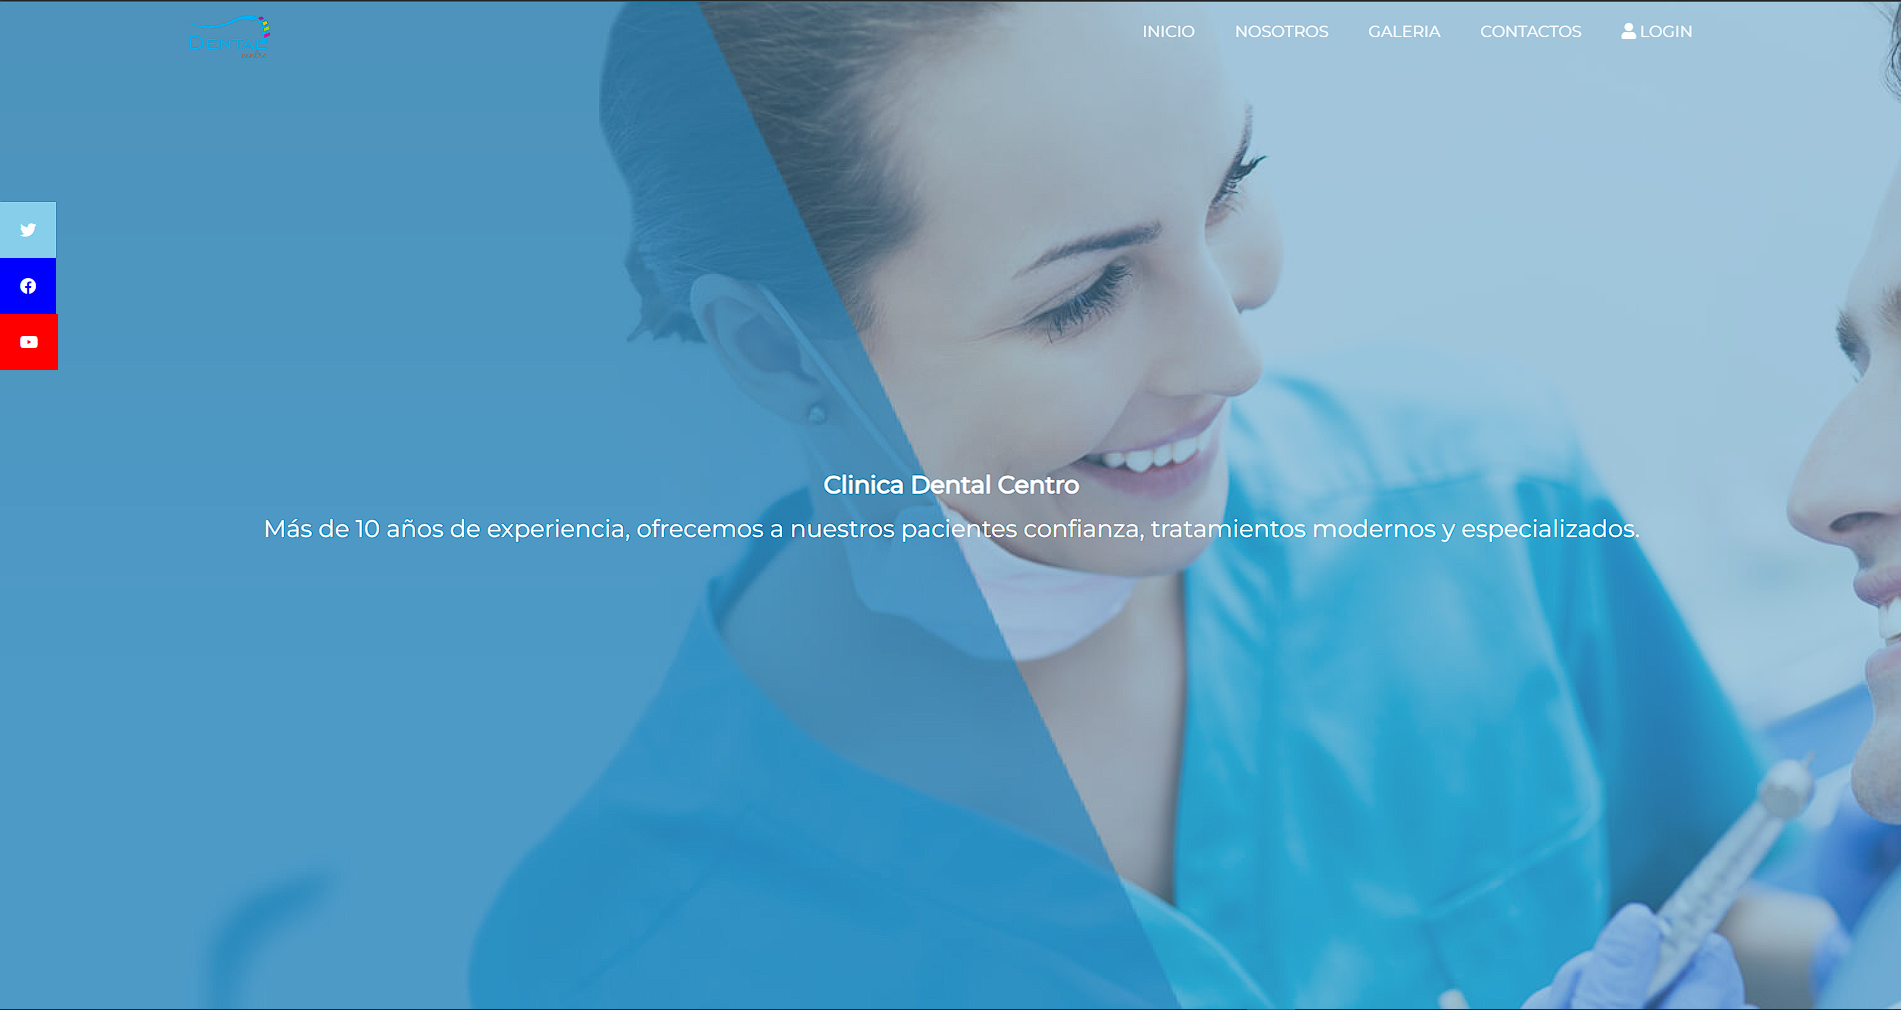 DENTAL
INICIO NOSOTROS GALERIA CONTACTOS LOGIN
Clinica Dental Centro
Más de 10 años de experiencia, ofrecemos a nuestros pacientes confianza, tratamientos modernos y especializados.